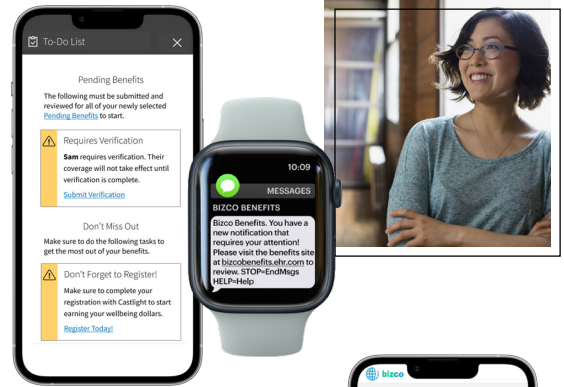 To-Do List
Pending Benefits
The following must be submitted and
reviewed for all of your newly selected
Pending Benefits to start.
Requires Verification
Sam requires verification. Their
coverage will not take effect until
verification is complete.
Submit Verification
Don't Miss Out
Make sure to do the following tasks to
get the most out of your benefits.
Don't Forget to Register!
Make sure to complete your
registration with Castlight to start
earning your wellbeing dollars.
Register Today!
10:09
MESSAGES
BIZCO BENEFITS
Bizco Benefits. You have a
new notification that
requires your attention!
Please visit the benefits site
at bizcobenefits.ehr.com to
review. STOP=EndMsgs
HELP=Help
bizco